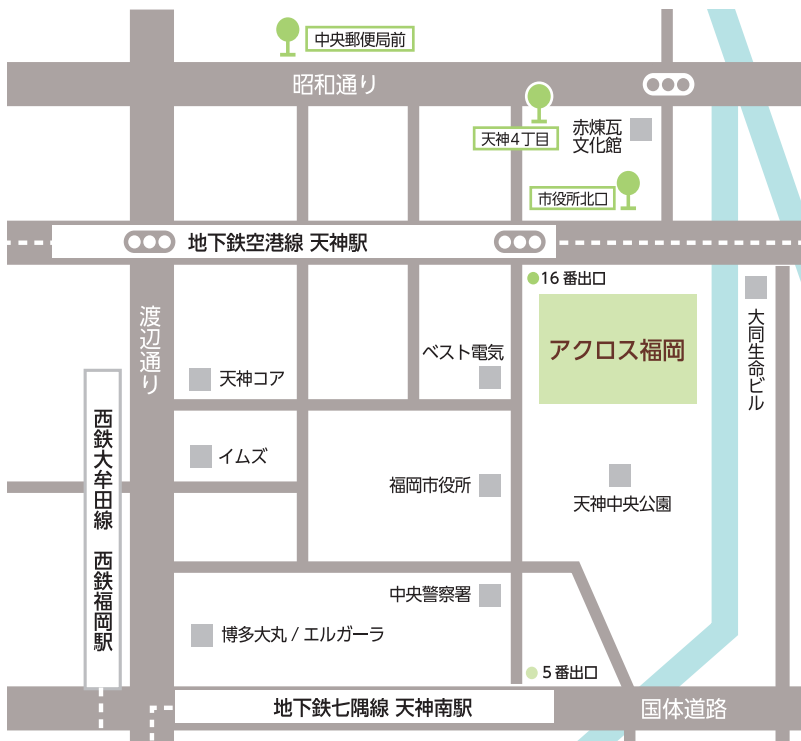 中央郵便局前
昭和通り
天神4丁目
赤煉瓦
文化館
市役所北口
地下鉄空港線 天神駅
16 番出口
渡辺通り
アクロス福岡
大同生命ビル
ベスト電気
天神コア
西鉄大牟田線 西鉄福岡駅
イムズ
福岡市役所
天神中央公園
中央警察署
博多大丸 / エルガーラ
5 番出口
地下鉄七隅線 天神南駅
国体道路